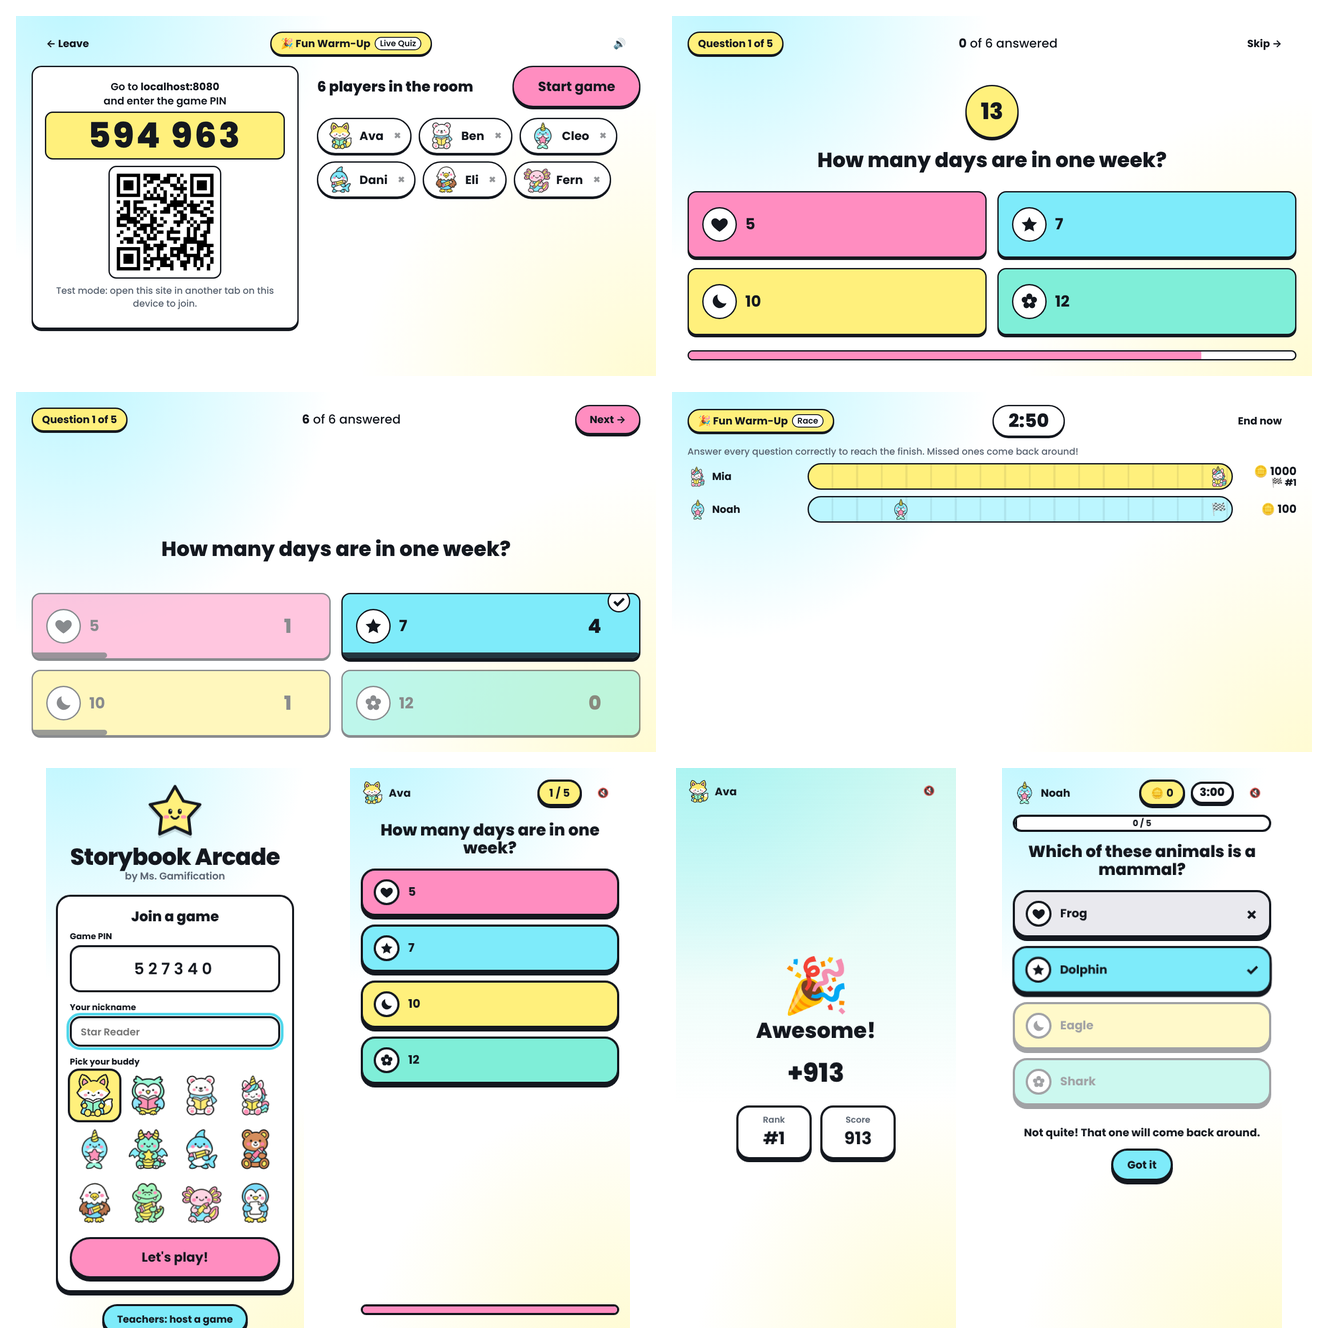 ← Leave
🎉 Fun Warm-Up Live Quiz
Go to localhost:8080
and enter the game PIN
594 963
Test mode: open this site in another tab on this
device to join.
6 players in the room
Start game
Ava ×
Ben ×
Cleo ×
Dani ×
Eli ×
Fern ×
Question 1 of 5
0 of 6 answered
Skip →
13
How many days are in one week?
5
7
10
12
Question 1 of 5
6 of 6 answered
Next →
How many days are in one week?
5 1
7 4
10 1
12 0
🎉 Fun Warm-Up Race
2:50
End now
Answer every question correctly to reach the finish. Missed ones come back around!
Mia
1000
#1
Noah
100
Storybook Arcade
by Ms. Gamification
Join a game
Game PIN
527340
Your nickname
Star Reader
Pick your buddy
Let's play!
Teachers: host a game
Ava
1 / 5
How many days are in one
week?
5
7
10
12
Ava
Awesome!
+913
Rank
#1
Score
913
Noah
0
3:00
0 / 5
Which of these animals is a
mammal?
Frog
Dolphin
Eagle
Shark
Not quite! That one will come back around.
Got it